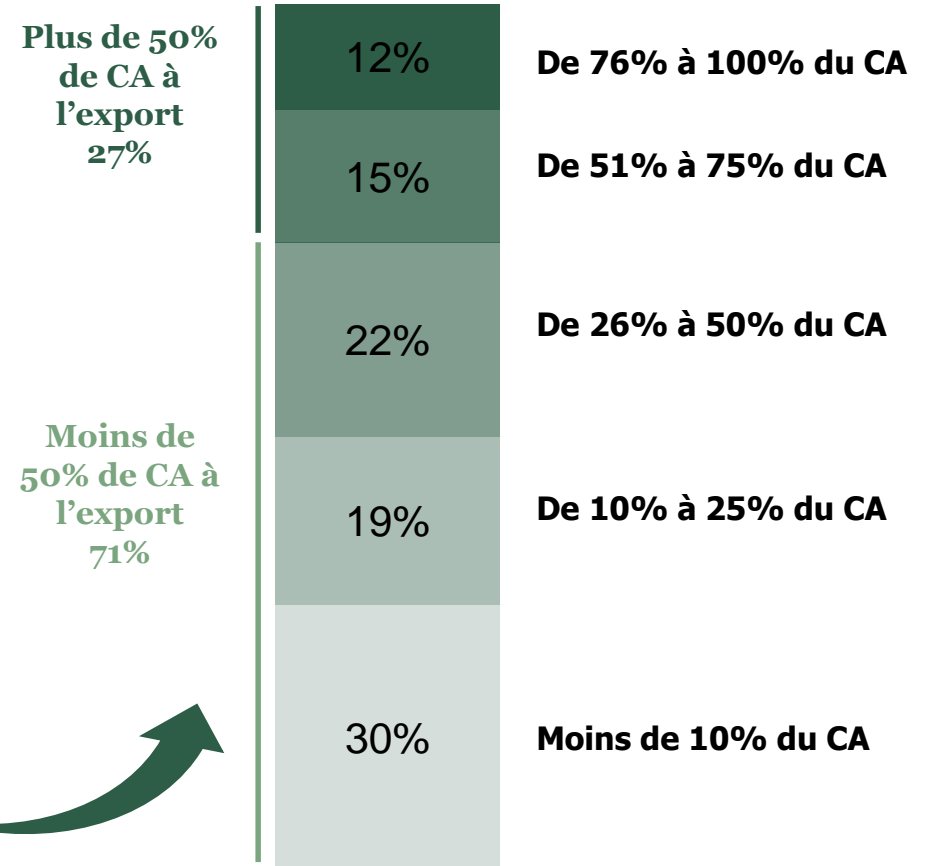 Plus de 50%
de CA à
l’export
27%
12%
De 76% à 100% du CA
15%
De 51% à 75% du CA
22%
De 26% à 50% du CA
Moins de
50% de CA à
l’export
71%
19%
De 10% à 25% du CA
30%
Moins de 10% du CA